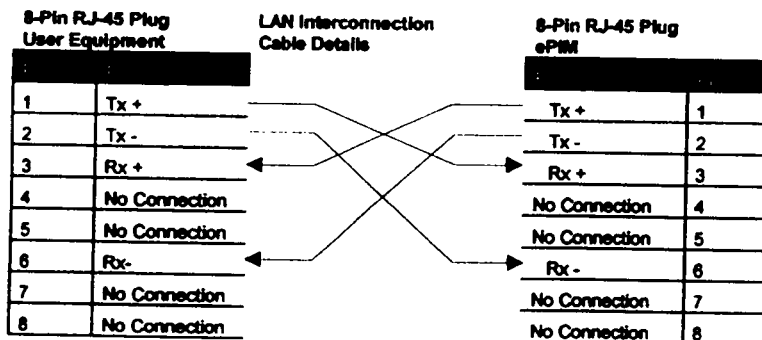 8-Pin RJ-45 Plug
User Equipment
LAN Interconnection
Cable Details
8-Pin RJ-45 Plug
ePIM
1 Tx +
2 Tx -
3 Rx +
4 No Connection
5 No Connection
6 Rx-
7 No Connection
8 No Connection
Tx + 1
Tx - 2
Rx + 3
No Connection 4
No Connection 5
Rx - 6
No Connection 7
No Connection 8